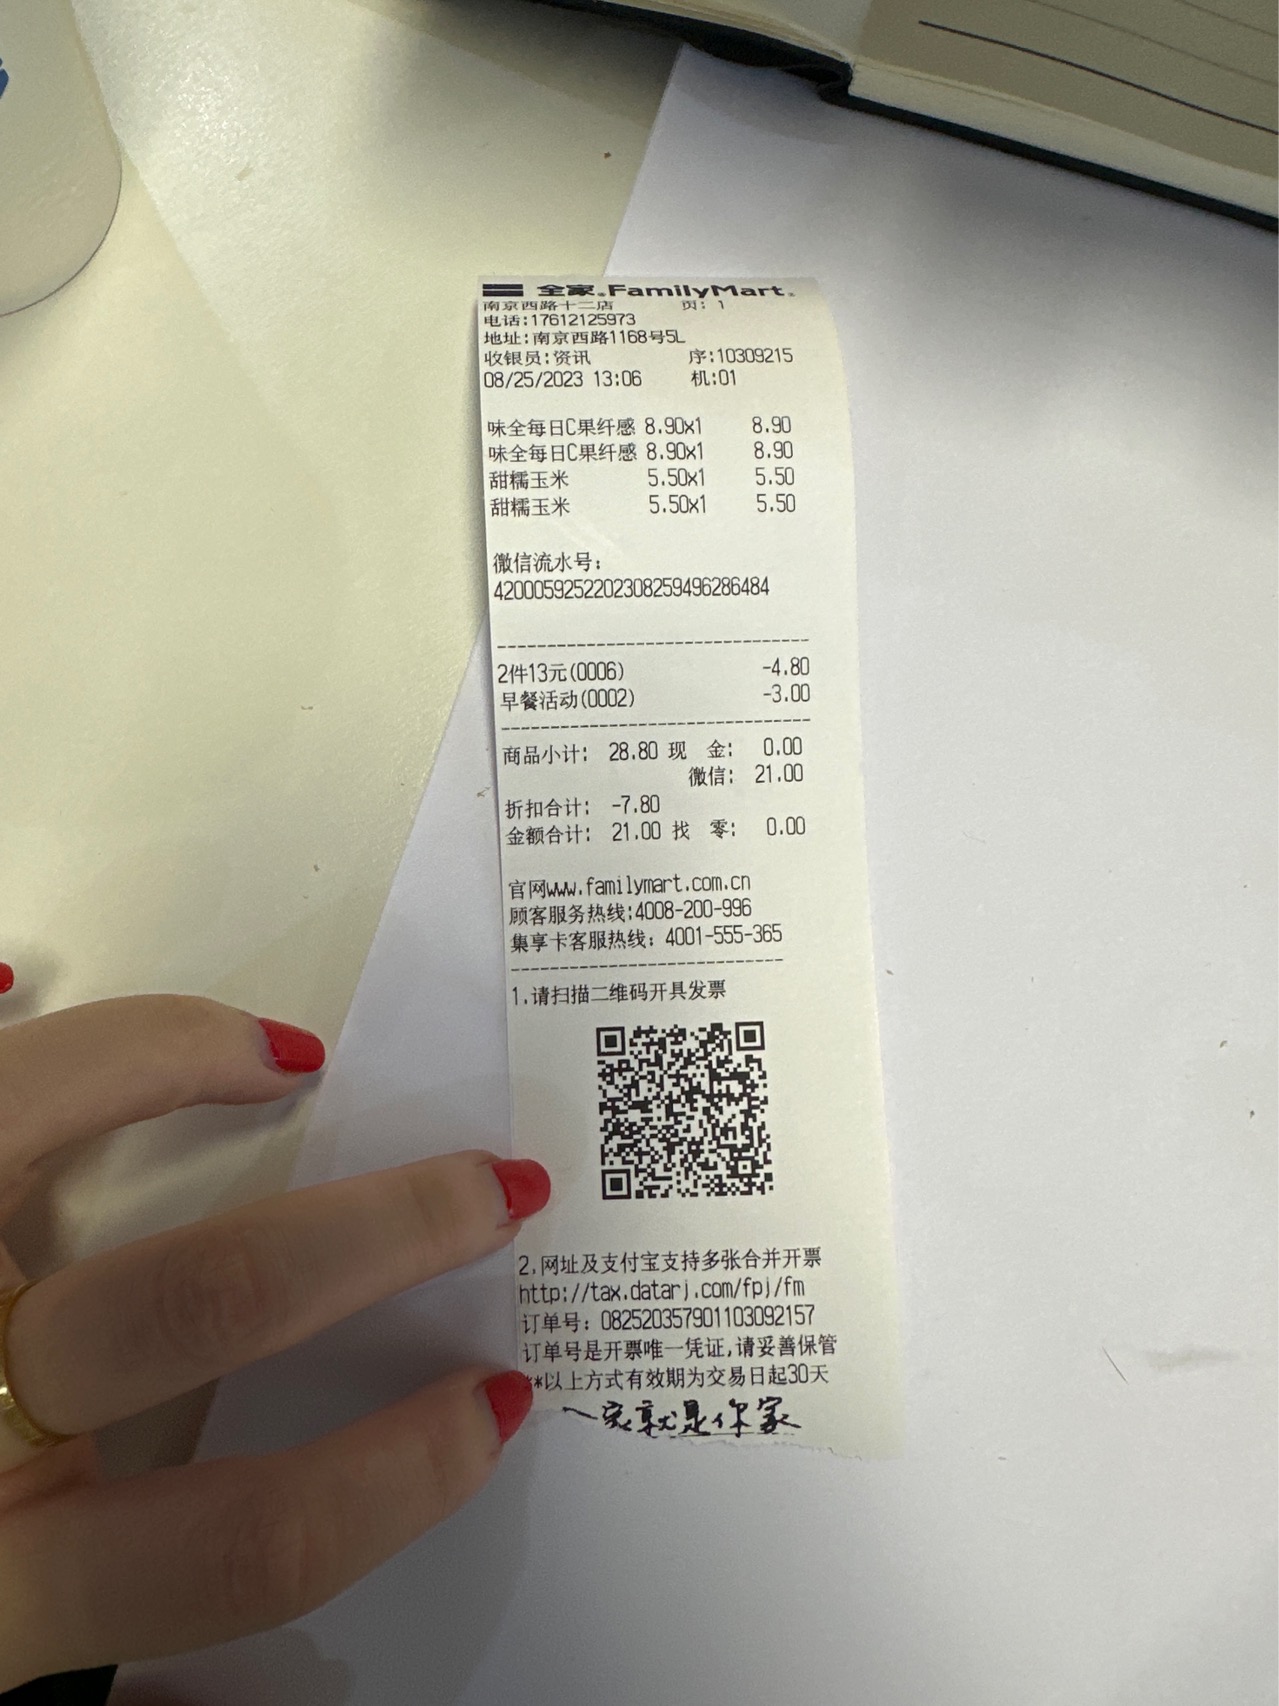 全家 FamilyMart
南京西路十二店 页: 1
电话:17612125973
地址:南京西路1168号5L
收银员:资讯 序:10309215
08/25/2023 13:06 机:01
味全每日C果纤感 8.90x1 8.90
味全每日C果纤感 8.90x1 8.90
甜糯玉米 5.50x1 5.50
甜糯玉米 5.50x1 5.50
微信流水号:
4200059252202308259496286484
2件13元(0006) -4.80
早餐活动(0002) -3.00
商品小计: 28.80 现 金: 0.00
微信: 21.00
折扣合计: -7.80
金额合计: 21.00 找 零: 0.00
官网www.familymart.com.cn
顾客服务热线:4008-200-996
集享卡客服热线: 4001-555-365
1.请扫描二维码开具发票
2.网址及支付宝支持多张合并开票
http://tax.datarj.com/fpj/fm
订单号: 082520357901103092157
订单号是开票唯一凭证,请妥善保管
**以上方式有效期为交易日起30天
家就是你家